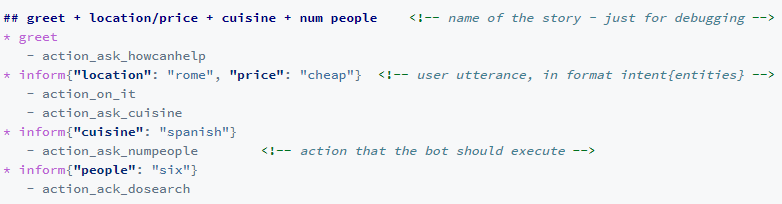 ## greet + location/price + cuisine + num people    <!-- name of the story - just for debugging -->
* greet
   - action_ask_howcanhelp
* inform{"location": "rome", "price": "cheap"}  <!-- user utterance, in format intent{entities} -->
   - action_on_it
   - action_ask_cuisine
* inform{"cuisine": "spanish"}
   - action_ask_numpeople        <!-- action that the bot should execute -->
* inform{"people": "six"}
   - action_ack_dosearch